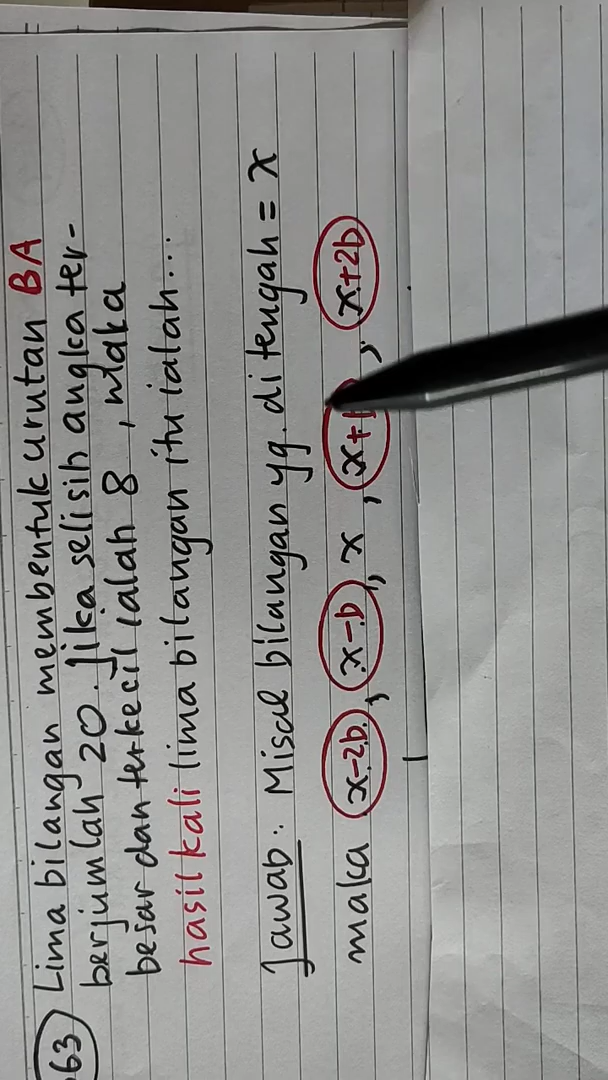 63 Lima bilangan membentuk urutan BA
berjumlah 20. Jika selisih angka ter-
besar dan terkecil ialah 8, maka
hasil kali lima bilangan itu ialah...
Jawab: Misal bilangan yg. di tengah = x
maka x-2b, x-b, x, x+b, x+2b